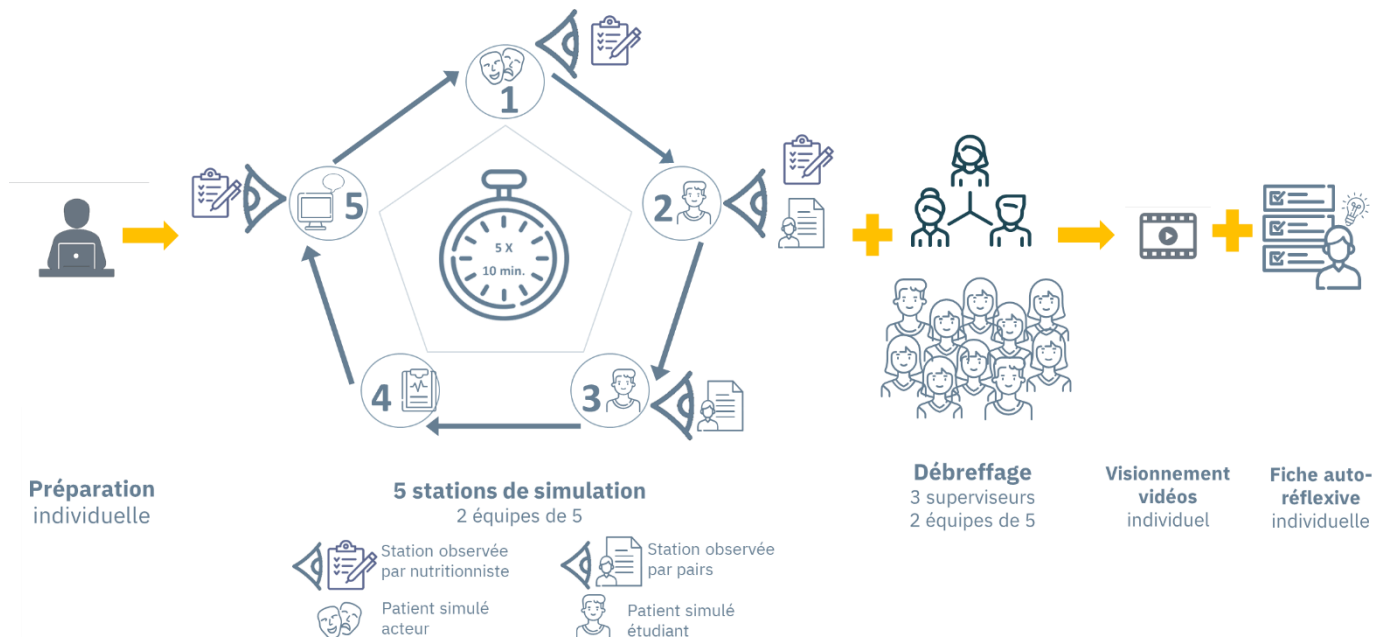 1
2
3
4
5
5 X
10 min.
Préparation
individuelle
5 stations de simulation
2 équipes de 5
Station observée
par nutritionniste
Station observée
par pairs
Patient simulé
acteur
Patient simulé
étudiant
Débreffage
3 superviseurs
2 équipes de 5
Visionnement
vidéos
individuel
Fiche auto-
réflexive
individuelle